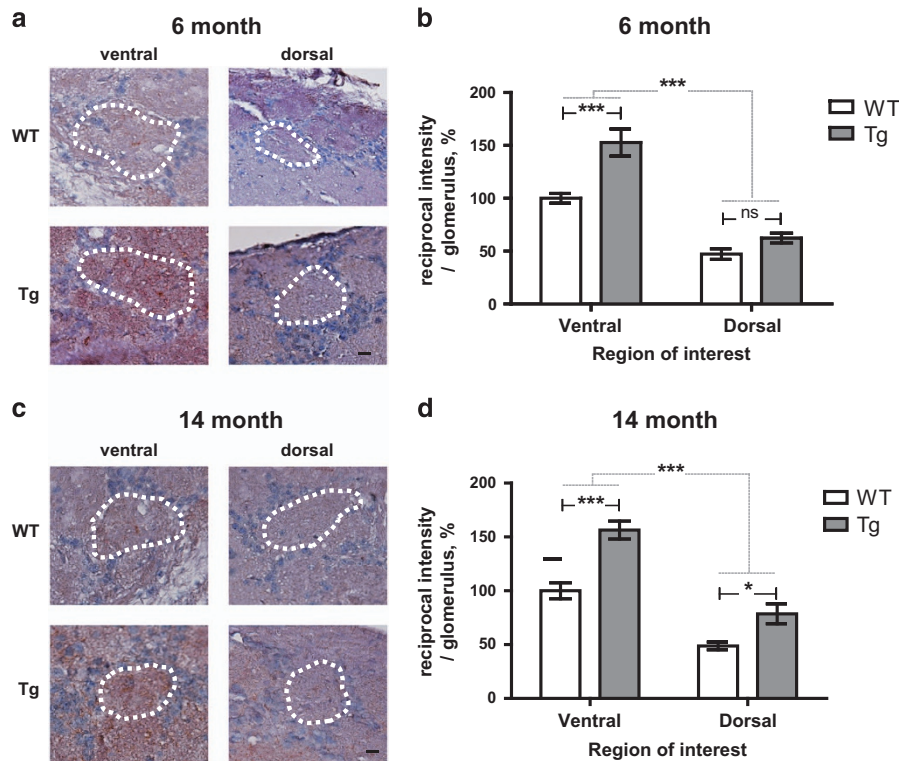 a
6 month
ventral dorsal
WT
Tg
b
6 month
reciprocal intensity
/ glomerulus, %
200
150
100
50
0
***
***
ns
WT
Tg
Ventral Dorsal
Region of interest
c
14 month
ventral dorsal
WT
Tg
d
14 month
reciprocal intensity
/ glomerulus, %
200
150
100
50
0
***
***
*
WT
Tg
Ventral Dorsal
Region of interest